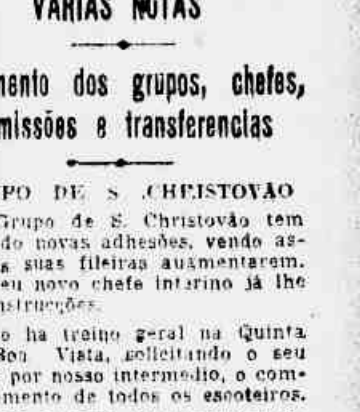 VARIAS NOTAS
mento dos grupos, chefes,
missões e transferencias
PO DE S. CHRISTOVÃO
Grupo de S. Christovão tem
do novas adhesões, vendo as-
suas fileiras augmentarem.
eu novo chefe interino já lhe
nstrucções.
o ha treino geral na Quinta
Boa Vista, solicitando o seu
por nosso intermedio, o com-
mento de todos os escoteiros.